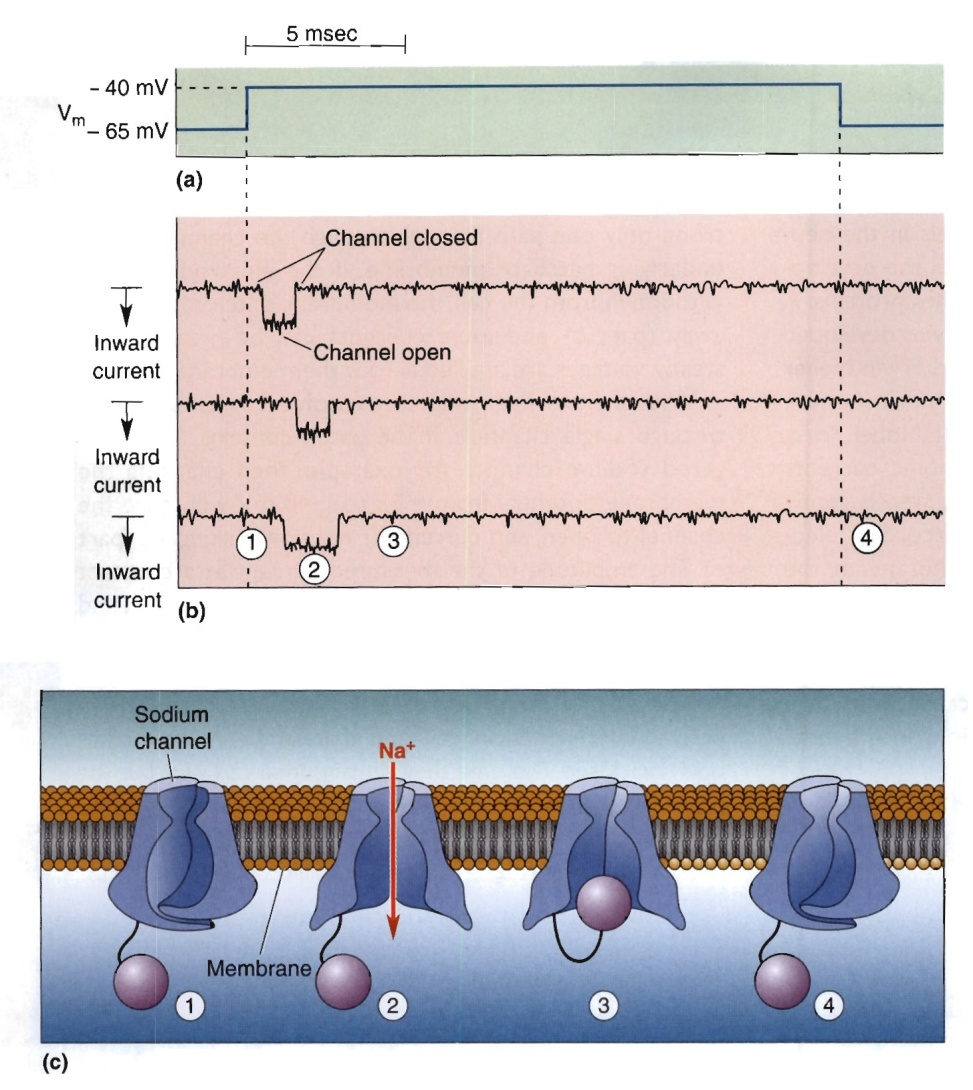 5 msec
– 40 mV
Vm
– 65 mV
(a)
Channel closed
Inward
current
Channel open
Inward
current
1
3
4
2
Inward
current
(b)
Sodium
channel
Na+
Membrane
1
2
3
4
(c)